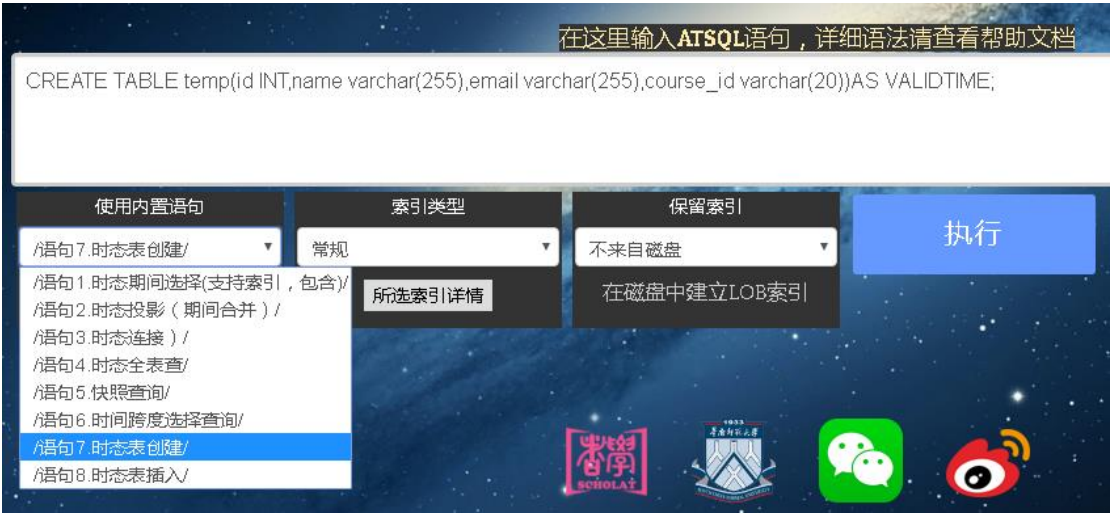 在这里输入ATSQL语句，详细语法请查看帮助文档
CREATE TABLE temp(id INT,name varchar(255),email varchar(255),course_id varchar(20))AS VALIDTIME;
使用内置语句
索引类型
保留索引
执行
/语句7.时态表创建/
常规
不来自磁盘
/语句1.时态期间选择(支持索引，包含)/
/语句2.时态投影（期间合并）/
/语句3.时态连接）/
/语句4.时态全表查/
/语句5.快照查询/
/语句6.时间跨度选择查询/
/语句7.时态表创建/
/语句8.时态表插入/
所选索引详情
在磁盘中建立LOB索引
SCHOLAT
1933